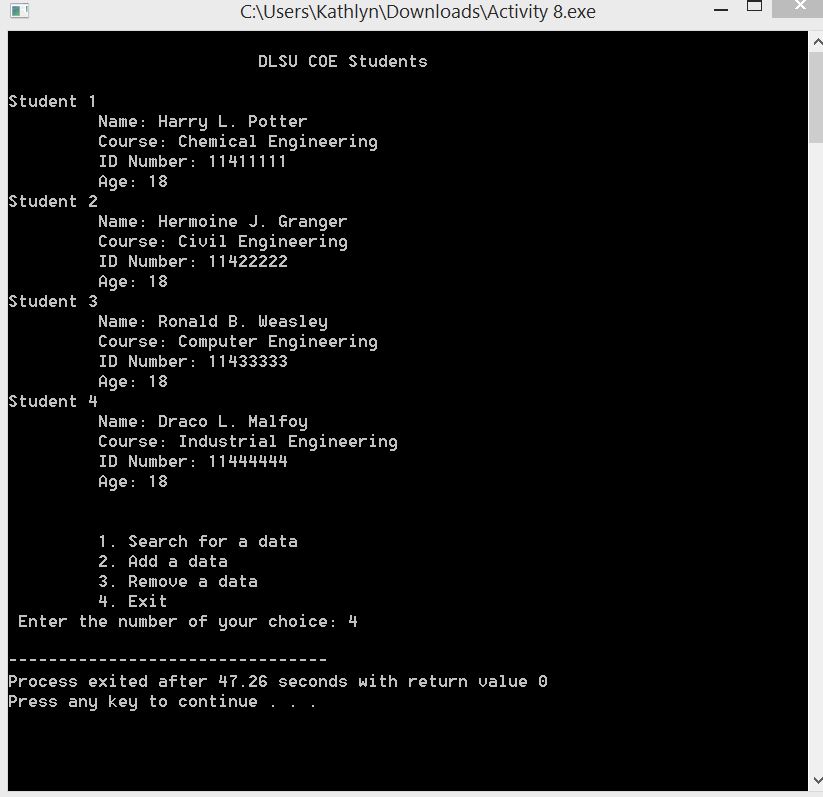 C:\Users\Kathlyn\Downloads\Activity 8.exe
DLSU COE Students
Student 1
Name: Harry L. Potter
Course: Chemical Engineering
ID Number: 11411111
Age: 18
Student 2
Name: Hermoine J. Granger
Course: Civil Engineering
ID Number: 11422222
Age: 18
Student 3
Name: Ronald B. Weasley
Course: Computer Engineering
ID Number: 11433333
Age: 18
Student 4
Name: Draco L. Malfoy
Course: Industrial Engineering
ID Number: 11444444
Age: 18
1. Search for a data
2. Add a data
3. Remove a data
4. Exit
Enter the number of your choice: 4
--------------------------------
Process exited after 47.26 seconds with return value 0
Press any key to continue . . .